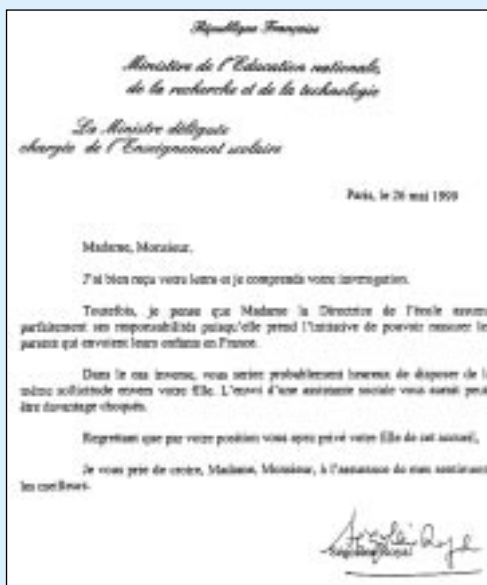 République Française
Ministère de l'Education nationale,
de la recherche et de la technologie
La Ministre déléguée
chargée de l'Enseignement scolaire
Paris, le 26 mai 1999
Madame, Monsieur,
J'ai bien reçu votre lettre et je comprends votre interrogation.
Toutefois, je pense que Madame la Directrice de l'école assume
parfaitement ses responsabilités puisqu'elle prend l'initiative de pouvoir rassurer les
parents qui envoient leurs enfants en France.
Dans le cas inverse, vous seriez probablement heureux de disposer de la
même sollicitude envers votre fille. L'envoi d'une assistante sociale vous aurait peut
être davantage choqués.
Regrettant que par votre position vous ayez privé votre fille de cet accueil,
Je vous prie de croire, Madame, Monsieur, à l'assurance de mes sentiments
les meilleurs.
Ségolène Royal